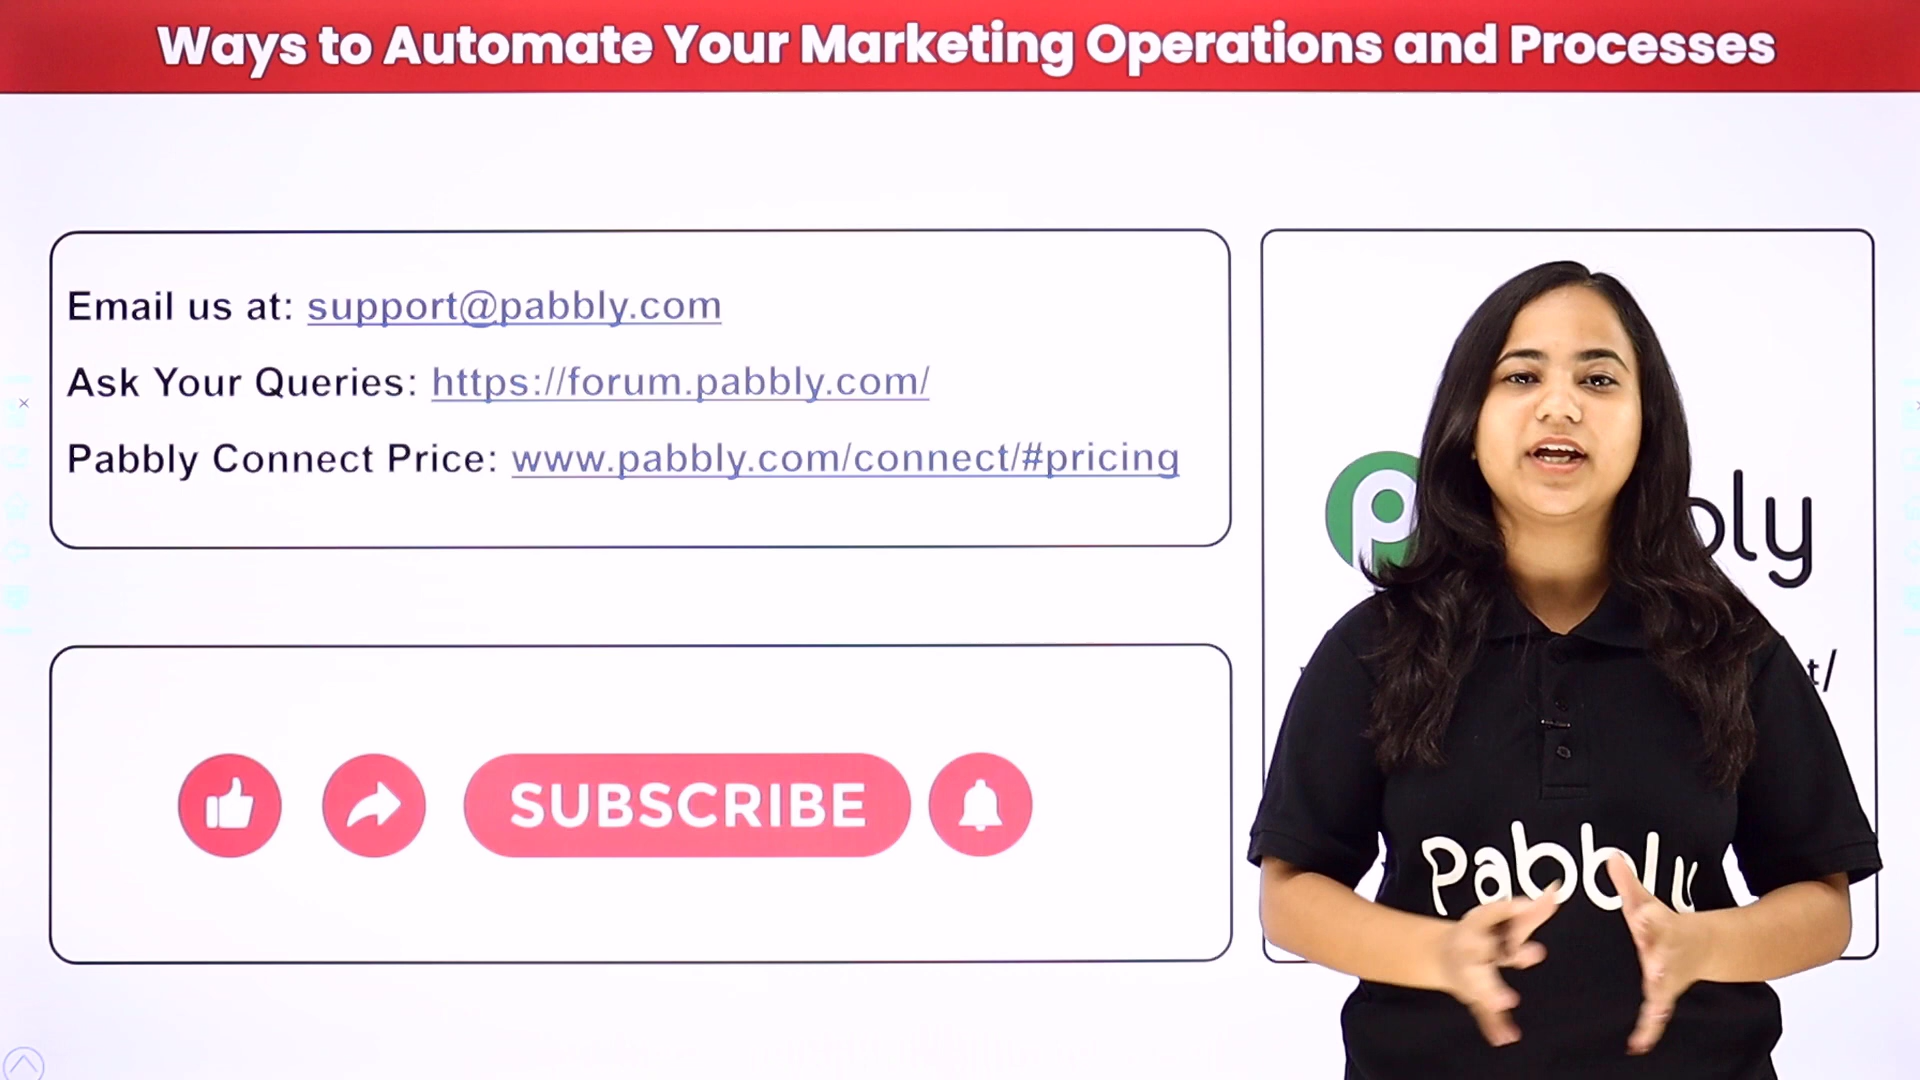 Ways to Automate Your Marketing Operations and Processes
Email us at: support@pabbly.com
Ask Your Queries: https://forum.pabbly.com/
Pabbly Connect Price: www.pabbly.com/connect/#pricing
SUBSCRIBE
bly
t/
Pabbly